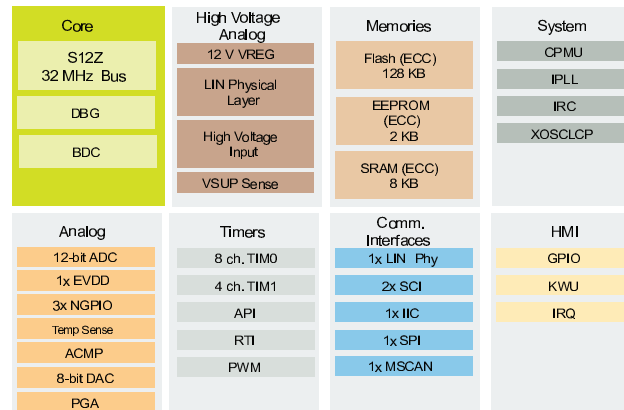 Core
S12Z
32 MHz Bus
DBG
BDC
High Voltage
Analog
12 V VREG
LIN Physical
Layer
High Voltage
Input
VSUP Sense
Memories
Flash (ECC)
128 KB
EEPROM
(ECC)
2 KB
SRAM (ECC)
8 KB
System
CPMU
IPLL
IRC
XOSCLCP
Analog
12-bit ADC
1x EVDD
3x NGPIO
Temp Sense
ACMP
8-bit DAC
PGA
Timers
8 ch. TIM0
4 ch. TIM1
API
RTI
PWM
Comm.
Interfaces
1x LIN Phy
2x SCI
1x IIC
1x SPI
1x MSCAN
HMI
GPIO
KWU
IRQ